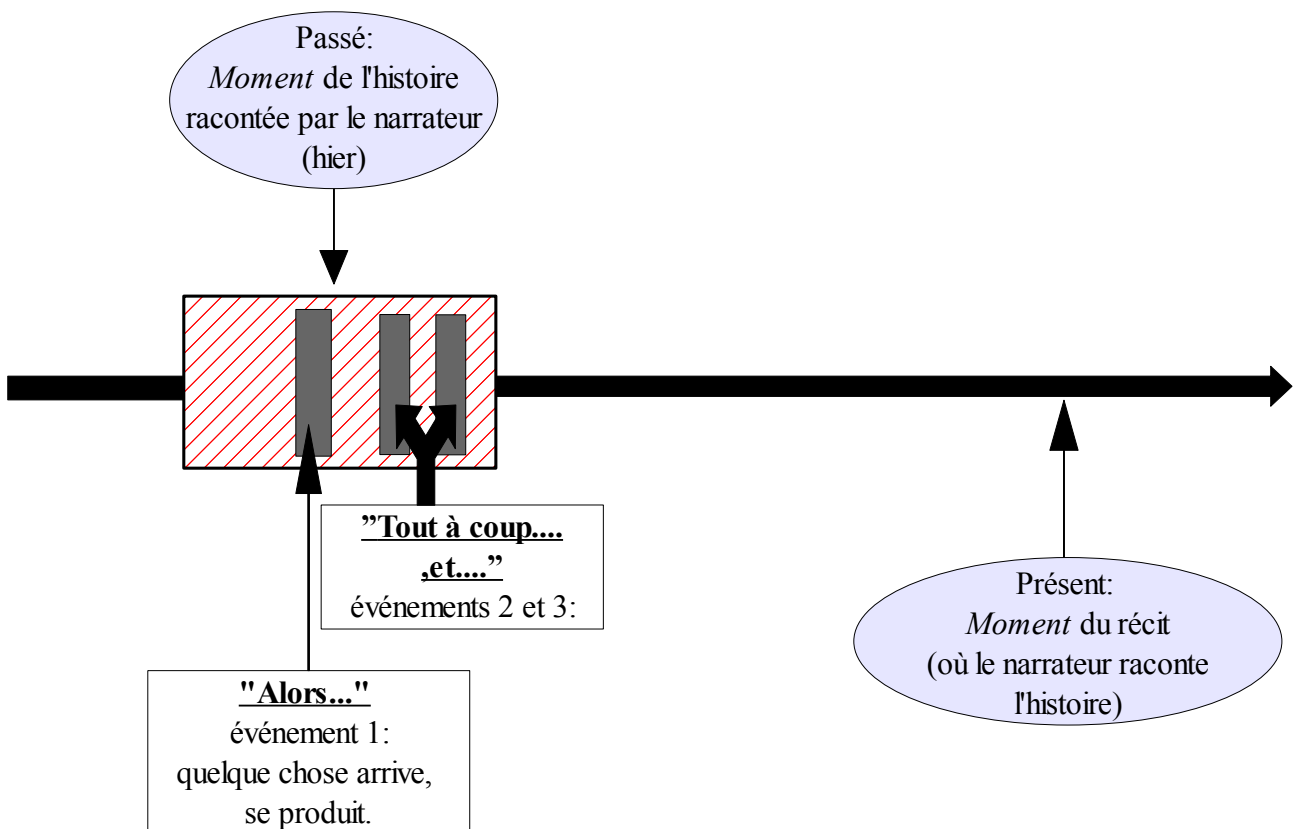 Passé:
Moment de l'histoire
racontée par le narrateur
(hier)
”Tout à coup....
,et....”
événements 2 et 3:
"Alors..."
événement 1:
quelque chose arrive,
se produit.
Présent:
Moment du récit
(où le narrateur raconte
l'histoire)